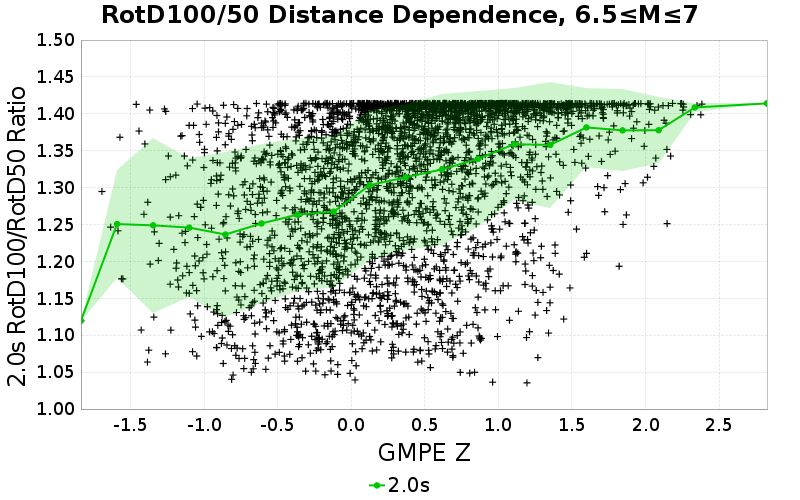 RotD100/50 Distance Dependence, 6.5≤M≤7
2.0s RotD100/RotD50 Ratio
1.50
1.45
1.40
1.35
1.30
1.25
1.20
1.15
1.10
1.05
1.00
-1.5 -1.0 -0.5 0.0 0.5 1.0 1.5 2.0 2.5
GMPE Z
2.0s